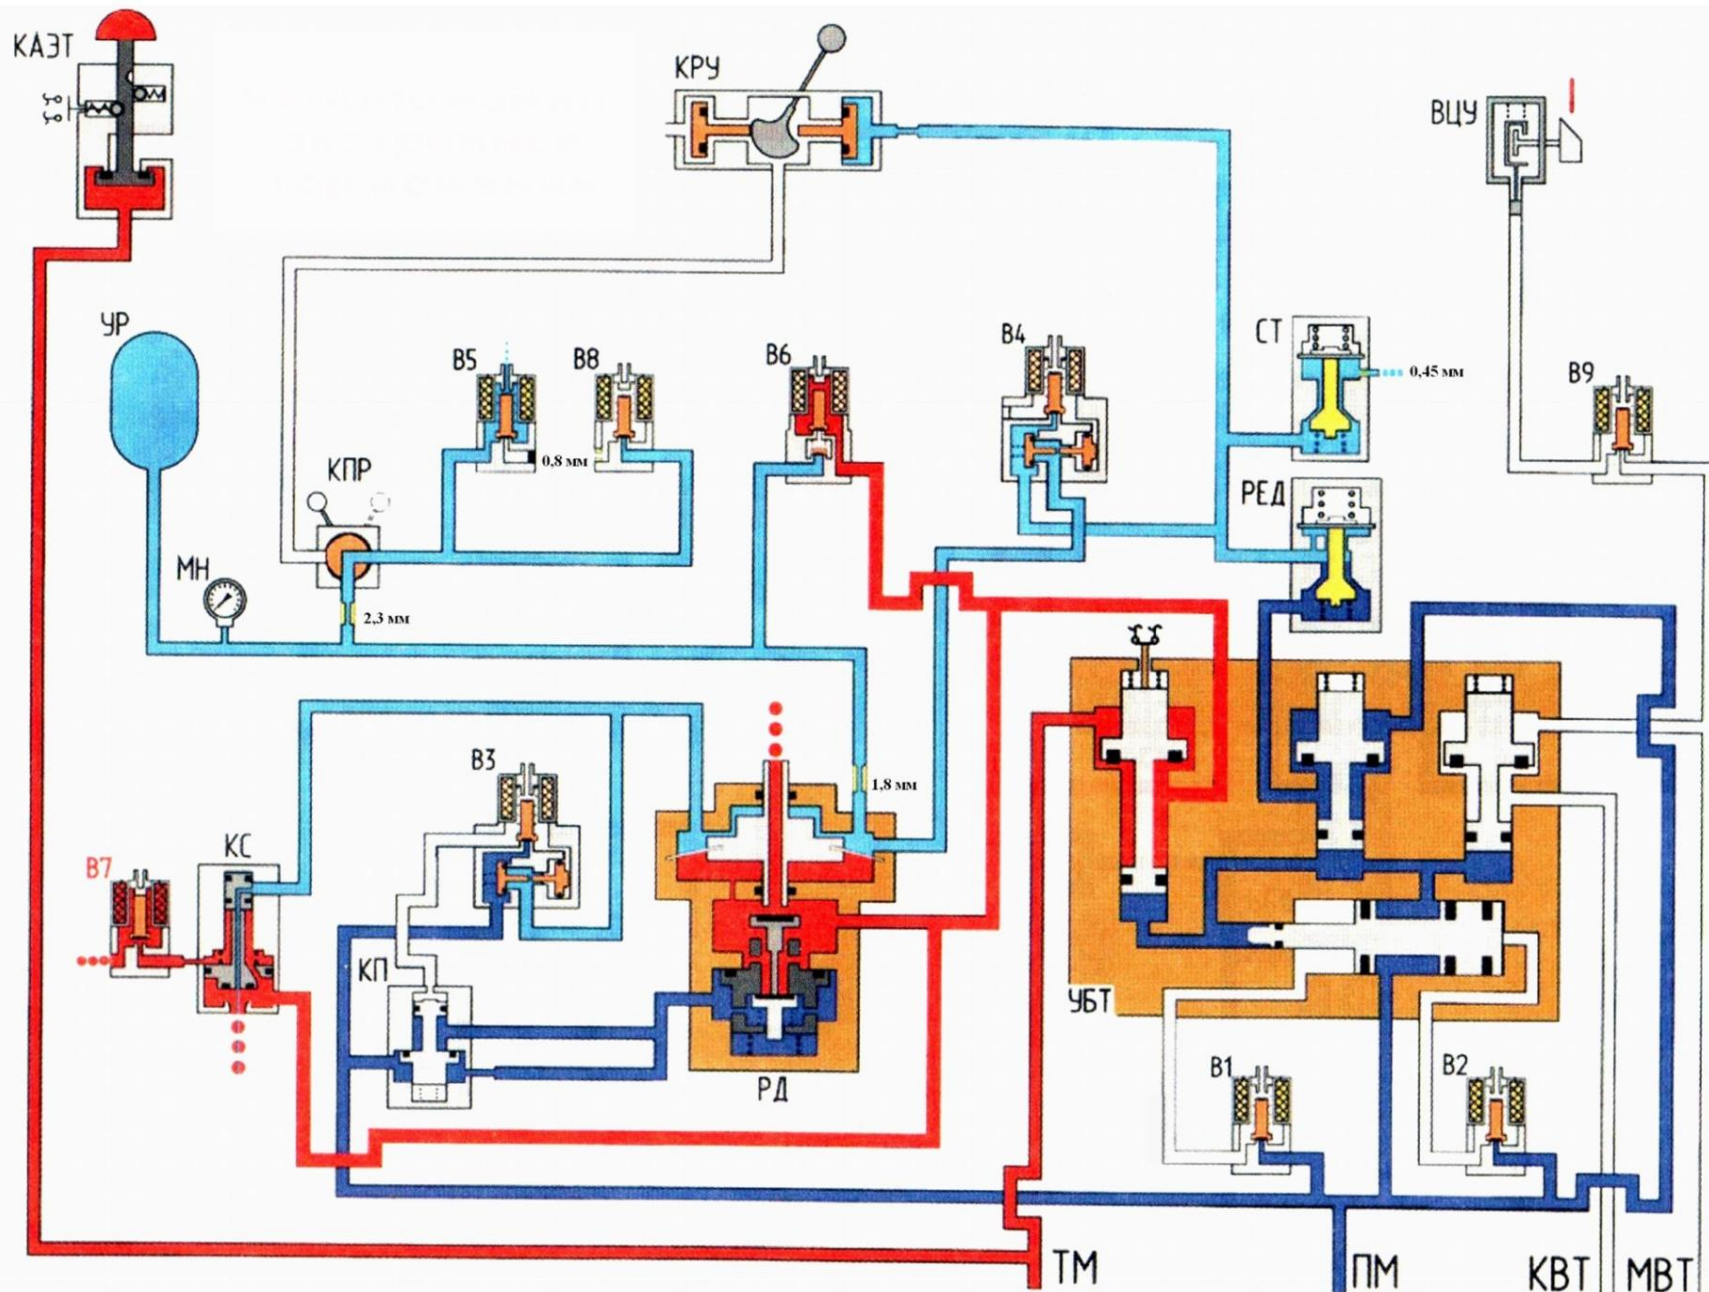 КАЭТ
КРУ
ВЦУ
УР
В5
В8
В6
В4
СТ
0,45 мм
В9
0,8 мм
КПР
РЕД
МН
2,3 мм
В3
1,8 мм
КС
В7
КП
УБТ
РД
В1
В2
ТМ
ПМ
КВТ
МВТ